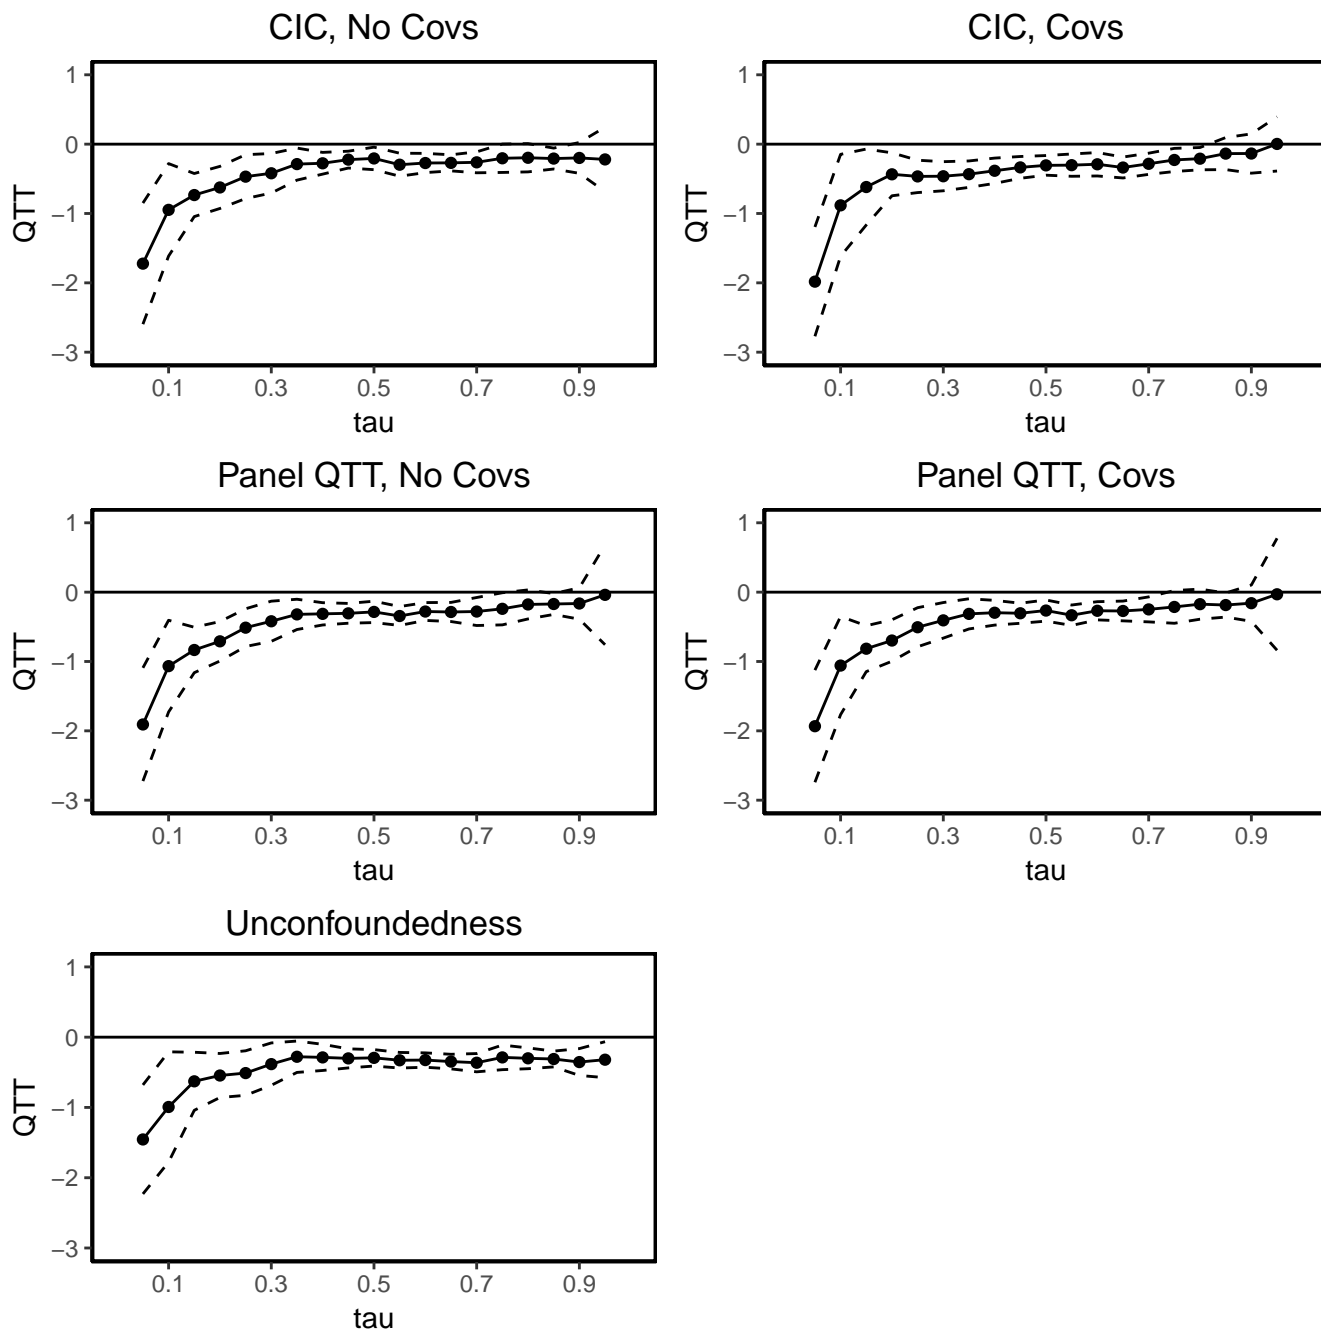 CIC, No Covs
QTT
1
0
−1
−2
−3
0.1 0.3 0.5 0.7 0.9
tau
CIC, Covs
QTT
1
0
−1
−2
−3
0.1 0.3 0.5 0.7 0.9
tau
Panel QTT, No Covs
QTT
1
0
−1
−2
−3
0.1 0.3 0.5 0.7 0.9
tau
Panel QTT, Covs
QTT
1
0
−1
−2
−3
0.1 0.3 0.5 0.7 0.9
tau
Unconfoundedness
QTT
1
0
−1
−2
−3
0.1 0.3 0.5 0.7 0.9
tau